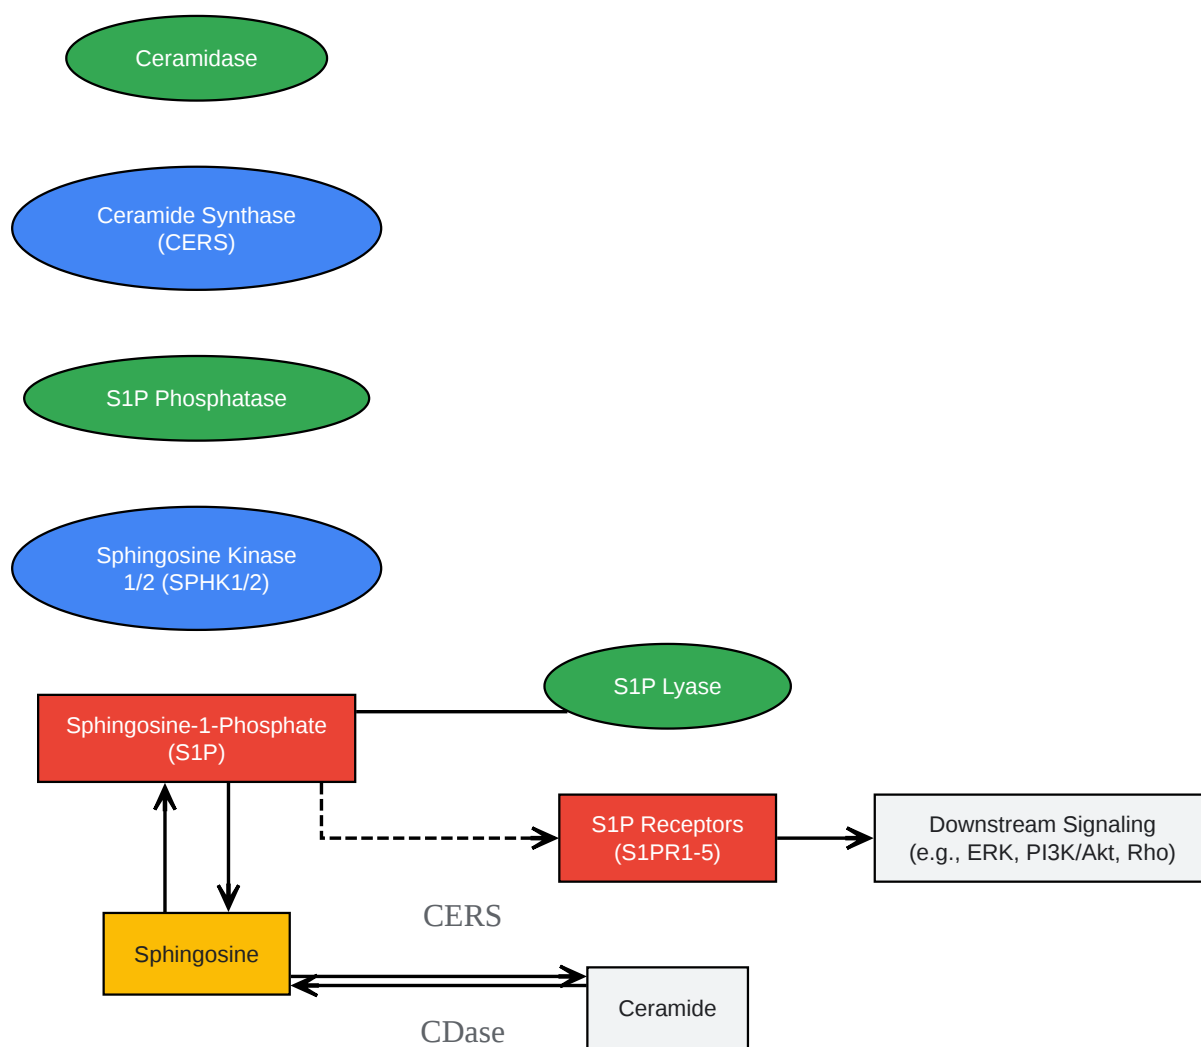 Ceramidase
Ceramide Synthase
(CERS)
S1P Phosphatase
Sphingosine Kinase
1/2 (SPHK1/2)
S1P Lyase
Sphingosine-1-Phosphate
(S1P)
S1P Receptors
(S1PR1-5)
Downstream Signaling
(e.g., ERK, PI3K/Akt, Rho)
CERS
Sphingosine
Ceramide
CDase